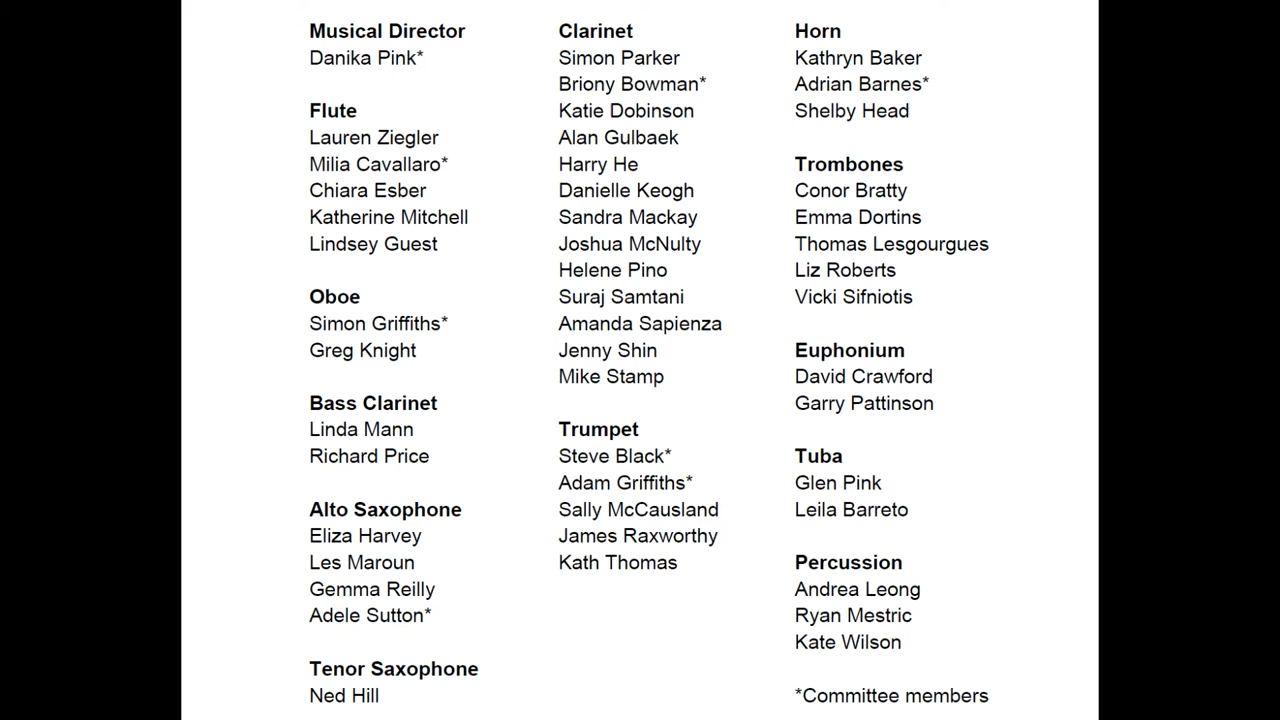 Musical Director
Danika Pink*
Flute
Lauren Ziegler
Milia Cavallaro*
Chiara Esber
Katherine Mitchell
Lindsey Guest
Oboe
Simon Griffiths*
Greg Knight
Bass Clarinet
Linda Mann
Richard Price
Alto Saxophone
Eliza Harvey
Les Maroun
Gemma Reilly
Adele Sutton*
Tenor Saxophone
Ned Hill
Clarinet
Simon Parker
Briony Bowman*
Katie Dobinson
Alan Gulbaek
Harry He
Danielle Keogh
Sandra Mackay
Joshua McNulty
Helene Pino
Suraj Samtani
Amanda Sapienza
Jenny Shin
Mike Stamp
Trumpet
Steve Black*
Adam Griffiths*
Sally McCausland
James Raxworthy
Kath Thomas
Horn
Kathryn Baker
Adrian Barnes*
Shelby Head
Trombones
Conor Bratty
Emma Dortins
Thomas Lesgourgues
Liz Roberts
Vicki Sifniotis
Euphonium
David Crawford
Garry Pattinson
Tuba
Glen Pink
Leila Barreto
Percussion
Andrea Leong
Ryan Mestric
Kate Wilson
*Committee members